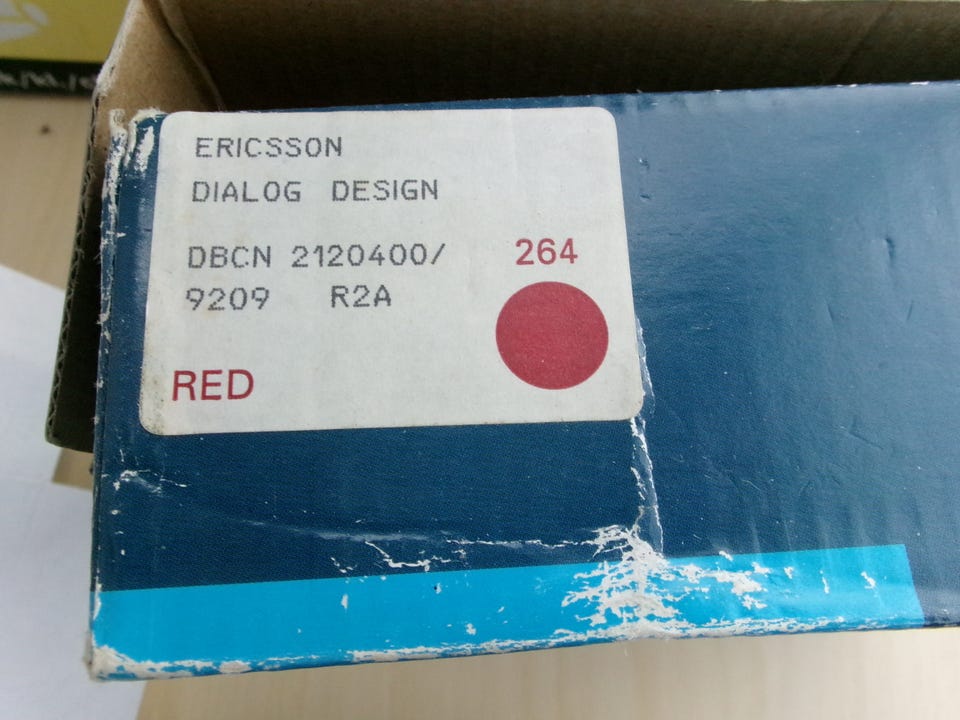 ERICSSON
DIALOG DESIGN
DBCN 2120400/
264
9209 R2A
RED